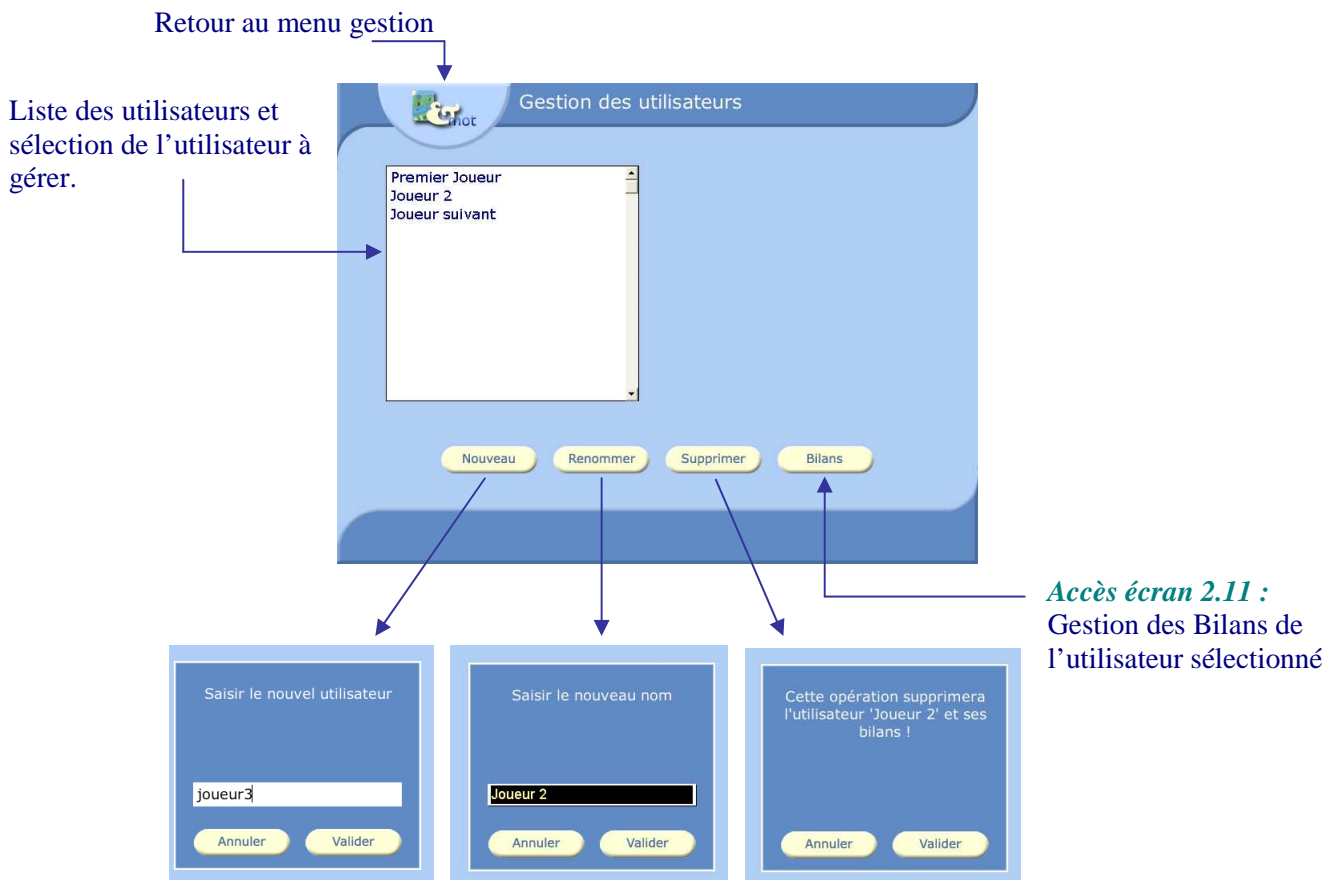 Retour au menu gestion
Liste des utilisateurs et
sélection de l’utilisateur à
gérer.
&mot
Gestion des utilisateurs
Premier Joueur
Joueur 2
Joueur suivant
Nouveau Renommer Supprimer Bilans
Accès écran 2.11 :
Gestion des Bilans de
l’utilisateur sélectionné
Saisir le nouvel utilisateur
joueur3
Annuler Valider
Saisir le nouveau nom
Joueur 2
Annuler Valider
Cette opération supprimera
l'utilisateur 'Joueur 2' et ses
bilans !
Annuler Valider